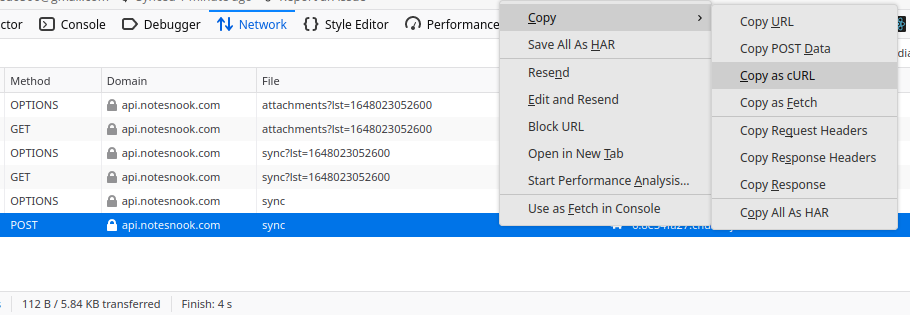 Copy
Save All As HAR
Resend
Edit and Resend
Block URL
Open in New Tab
Start Performance Analysis...
Use as Fetch in Console
Copy URL
Copy POST Data
Copy as cURL
Copy as Fetch
Copy Request Headers
Copy Response Headers
Copy Response
Copy All As HAR
ctor Console Debugger Network Style Editor Performance
Method Domain File
OPTIONS api.notesnook.com attachments?lst=1648023052600
GET api.notesnook.com attachments?lst=1648023052600
OPTIONS api.notesnook.com sync?lst=1648023052600
GET api.notesnook.com sync?lst=1648023052600
OPTIONS api.notesnook.com sync
POST api.notesnook.com sync
112 B / 5.84 KB transferred Finish: 4 s